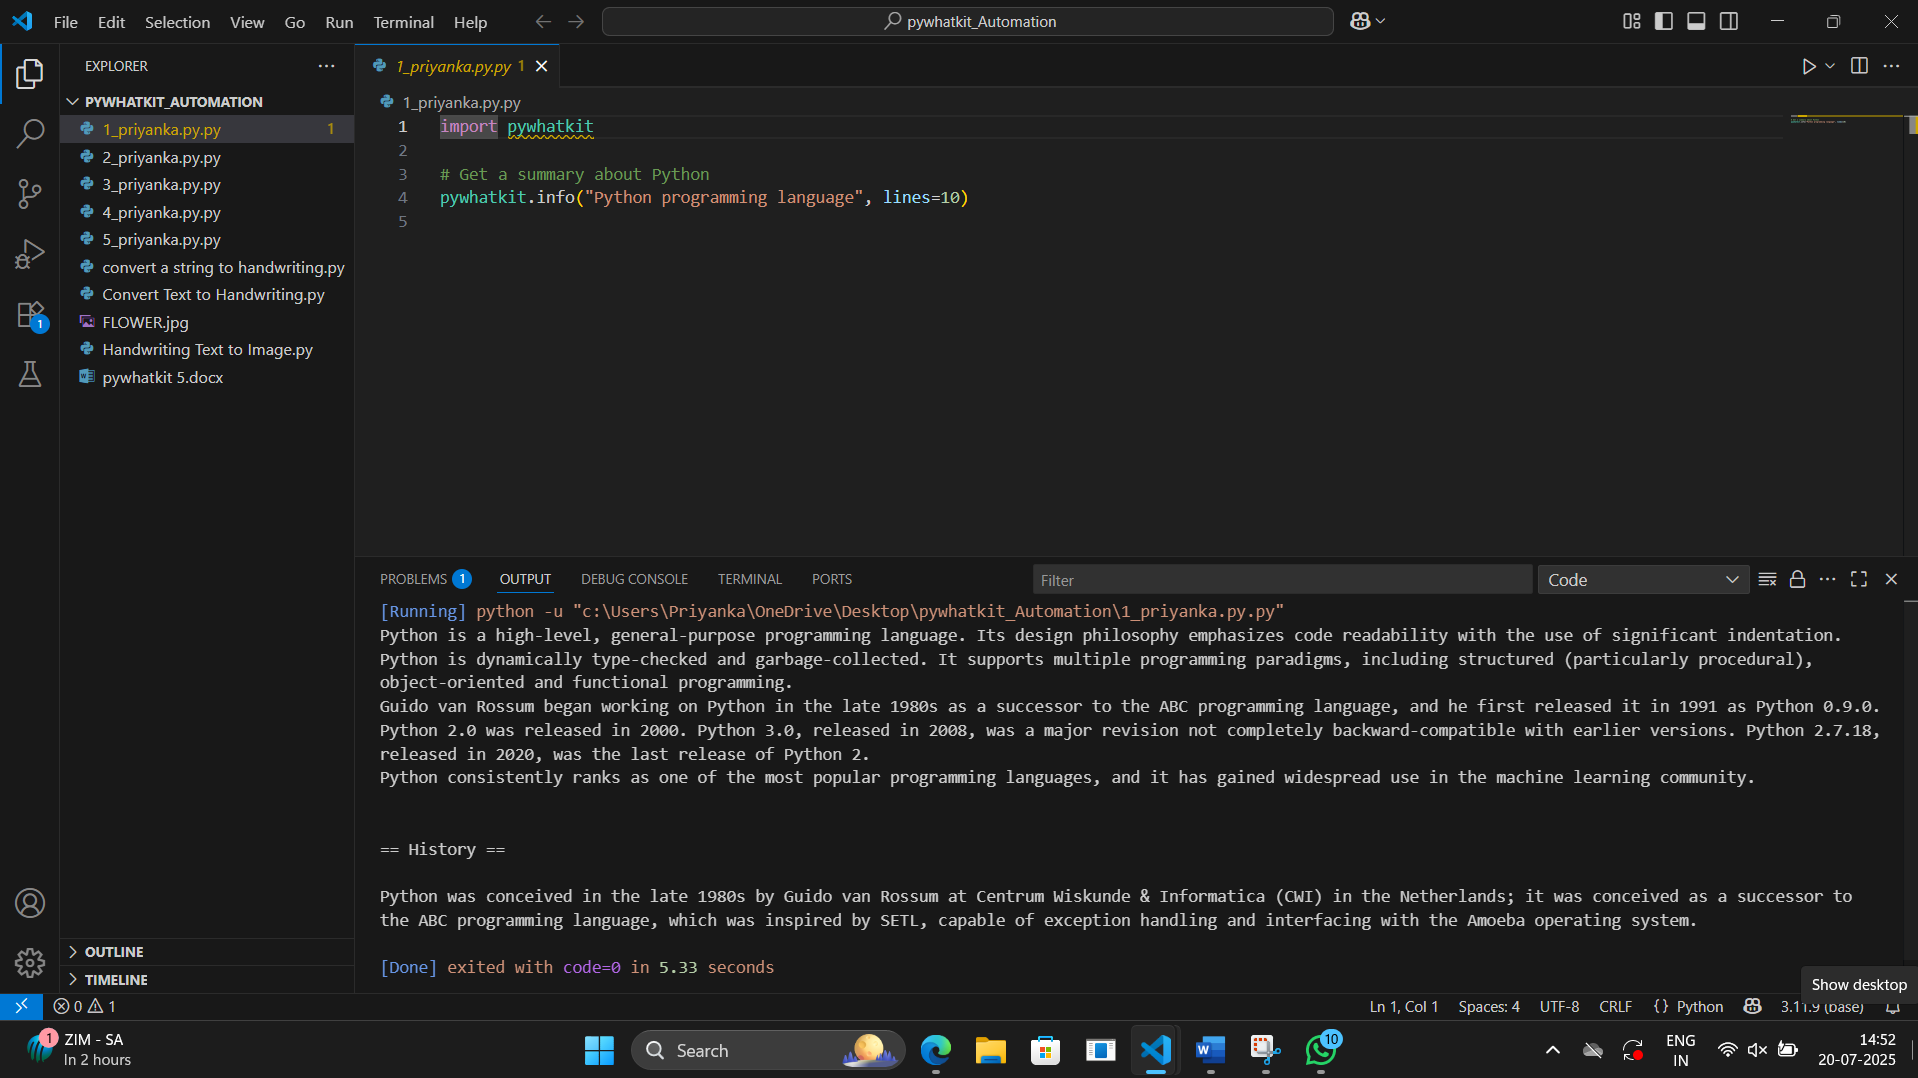 File Edit Selection View Go Run Terminal Help
pywhatkit_Automation
EXPLORER
PYWHATKIT_AUTOMATION
1_priyanka.py.py 1
2_priyanka.py.py
3_priyanka.py.py
4_priyanka.py.py
5_priyanka.py.py
convert a string to handwriting.py
Convert Text to Handwriting.py
FLOWER.jpg
Handwriting Text to Image.py
pywhatkit 5.docx
OUTLINE
TIMELINE
1
1_priyanka.py.py 1
1_priyanka.py.py
1 import pywhatkit
2
3 # Get a summary about Python
4 pywhatkit.info("Python programming language", lines=10)
5
PROBLEMS 1 OUTPUT DEBUG CONSOLE TERMINAL PORTS
Filter
Code
[Running] python -u "c:\Users\Priyanka\OneDrive\Desktop\pywhatkit_Automation\1_priyanka.py.py"
Python is a high-level, general-purpose programming language. Its design philosophy emphasizes code readability with the use of significant indentation.
Python is dynamically type-checked and garbage-collected. It supports multiple programming paradigms, including structured (particularly procedural),
object-oriented and functional programming.
Guido van Rossum began working on Python in the late 1980s as a successor to the ABC programming language, and he first released it in 1991 as Python 0.9.0.
Python 2.0 was released in 2000. Python 3.0, released in 2008, was a major revision not completely backward-compatible with earlier versions. Python 2.7.18,
released in 2020, was the last release of Python 2.
Python consistently ranks as one of the most popular programming languages, and it has gained widespread use in the machine learning community.
== History ==
Python was conceived in the late 1980s by Guido van Rossum at Centrum Wiskunde & Informatica (CWI) in the Netherlands; it was conceived as a successor to
the ABC programming language, which was inspired by SETL, capable of exception handling and interfacing with the Amoeba operating system.
[Done] exited with code=0 in 5.33 seconds
Show desktop
0 1
Ln 1, Col 1 Spaces: 4 UTF-8 CRLF {} Python 3.11.9 (base)
1
ZIM - SA
In 2 hours
Search
10
ENG
IN
14:52
20-07-2025